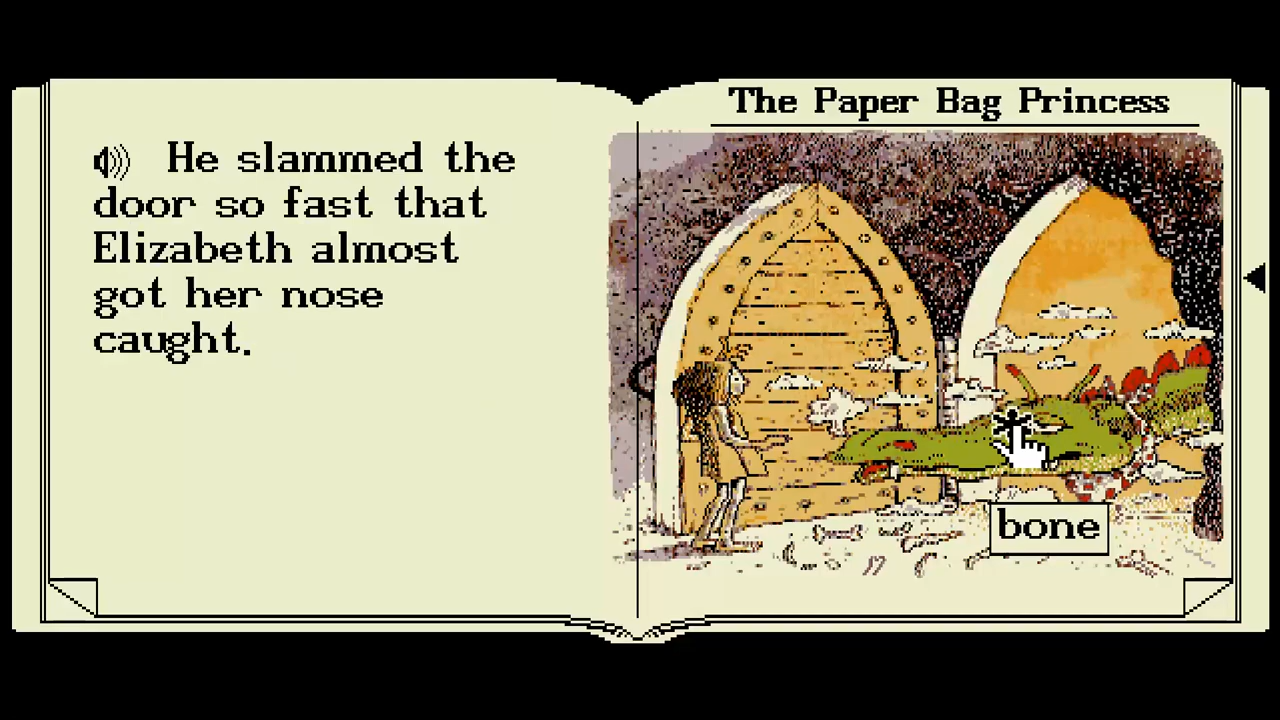 The Paper Bag Princess
He slammed the
door so fast that
Elizabeth almost
got her nose
caught.
bone